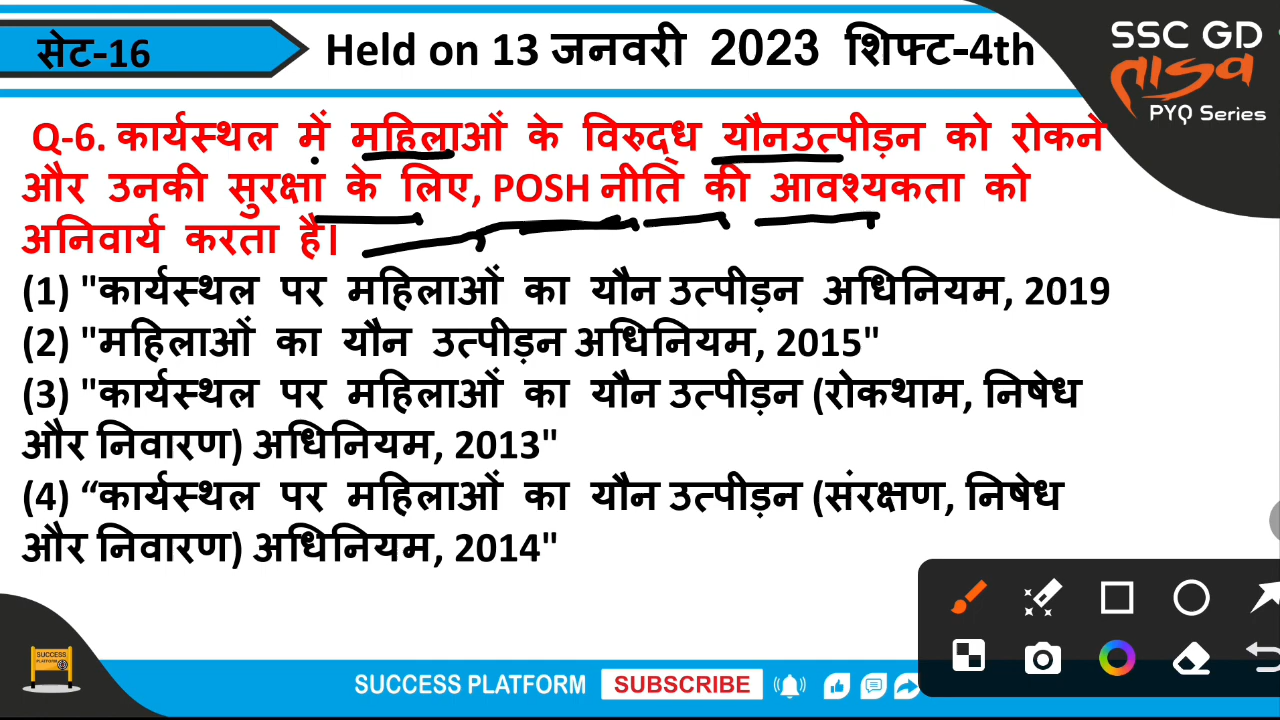 सेट-16
Held on 13 जनवरी 2023 शिफ्ट-4th
SSC GD
ताण्डव
PYQ Series
Q-6. कार्यस्थल में महिलाओं के विरुद्ध यौनउत्पीड़न को रोकने
और उनकी सुरक्षा के लिए, POSH नीति की आवश्यकता को
अनिवार्य करता है।
(1) "कार्यस्थल पर महिलाओं का यौन उत्पीड़न अधिनियम, 2019
(2) "महिलाओं का यौन उत्पीड़न अधिनियम, 2015"
(3) "कार्यस्थल पर महिलाओं का यौन उत्पीड़न (रोकथाम, निषेध
और निवारण) अधिनियम, 2013"
(4) “कार्यस्थल पर महिलाओं का यौन उत्पीड़न (संरक्षण, निषेध
और निवारण) अधिनियम, 2014"
SUCCESS
PLATFORM
SUCCESS PLATFORM SUBSCRIBE